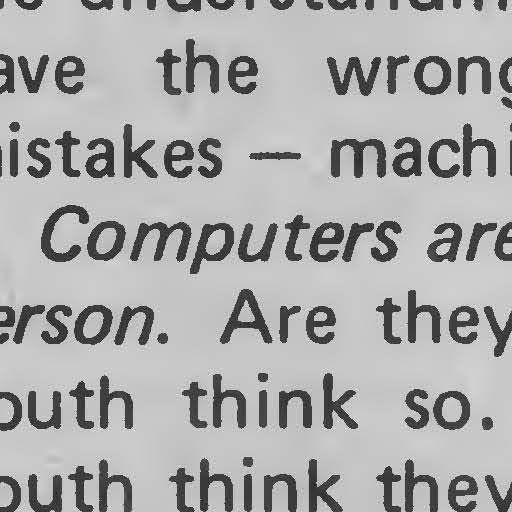 ave the wrong
istakes — machi
Computers are
erson. Are they
outh think so.
outh think they